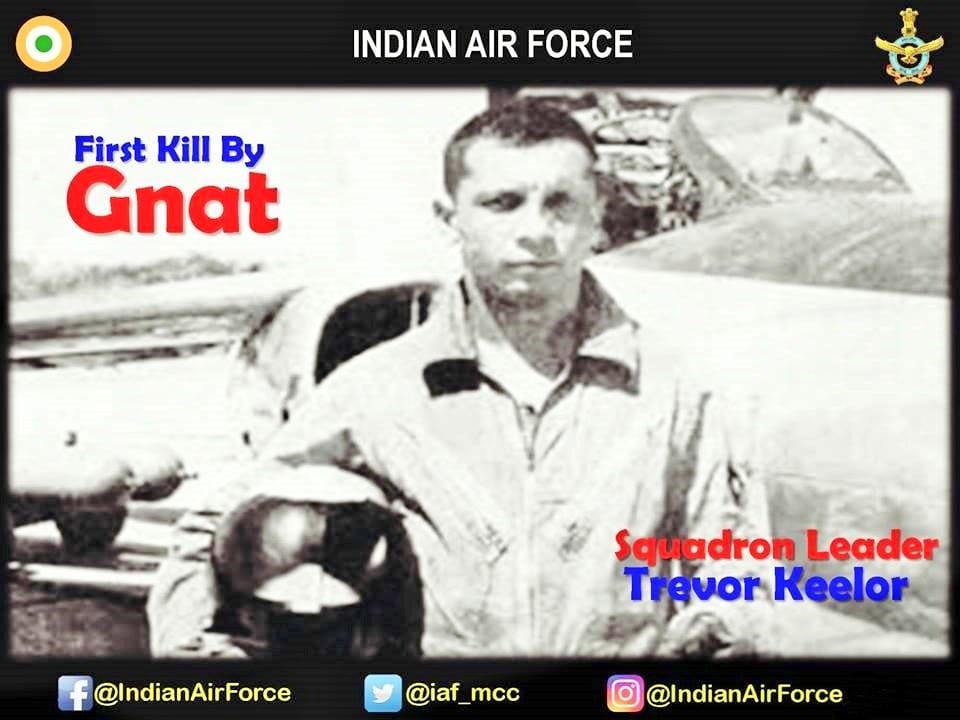 INDIAN AIR FORCE
First Kill By
Gnat
Squadron Leader
Trevor Keelor
@IndianAirForce
@iaf_mcc
@IndianAirForce